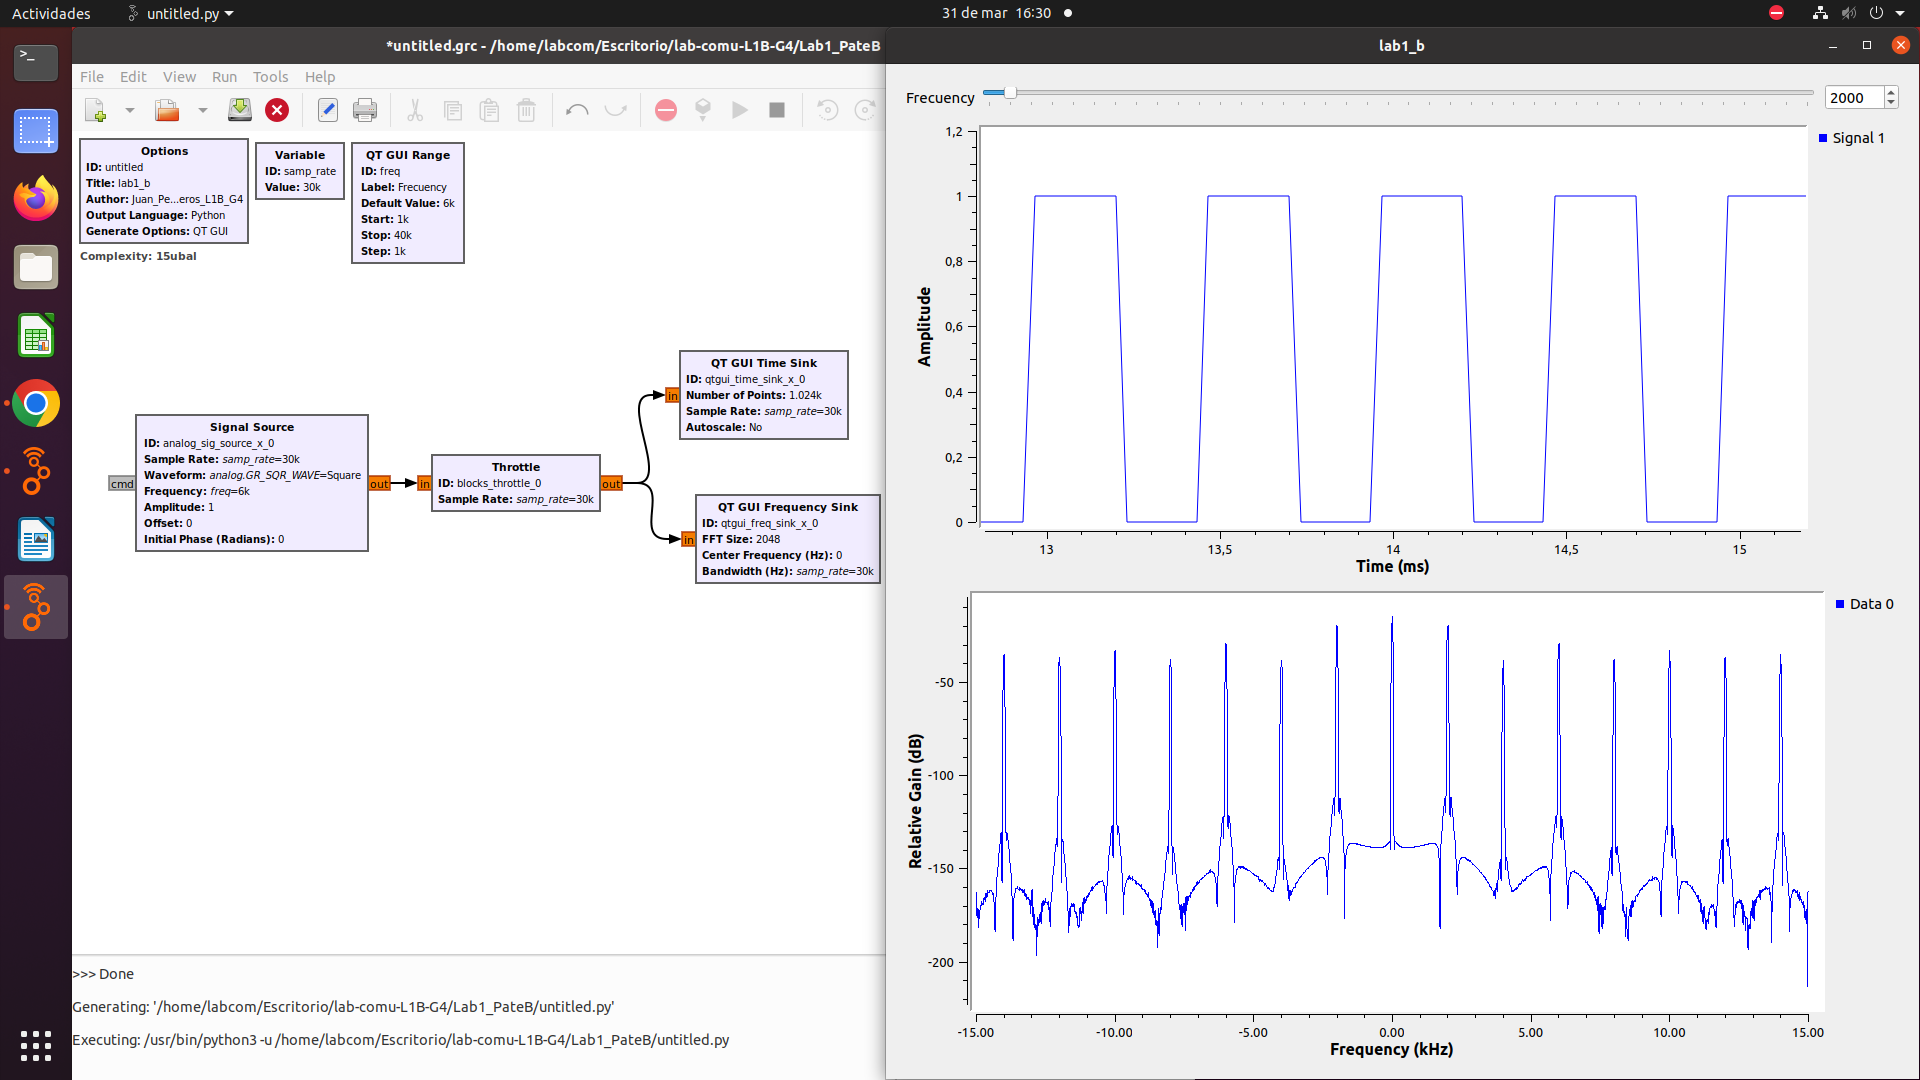 Actividades
untitled.py
31 de mar 16:30
*untitled.grc - /home/labcom/Escritorio/lab-comu-L1B-G4/Lab1_PateB
lab1_b
File Edit View Run Tools Help
Options
ID: untitled
Title: lab1_b
Author: Juan_Pe...eros_L1B_G4
Output Language: Python
Generate Options: QT GUI
Complexity: 15ubal
Variable
ID: samp_rate
Value: 30k
QT GUI Range
ID: freq
Label: Frecuency
Default Value: 6k
Start: 1k
Stop: 40k
Step: 1k
Signal Source
ID: analog_sig_source_x_0
Sample Rate: samp_rate=30k
Waveform: analog.GR_SQR_WAVE=Square
Frequency: freq=6k
Amplitude: 1
Offset: 0
Initial Phase (Radians): 0
cmd
out
in
Throttle
ID: blocks_throttle_0
Sample Rate: samp_rate=30k
out
in
QT GUI Time Sink
ID: qtgui_time_sink_x_0
Number of Points: 1.024k
Sample Rate: samp_rate=30k
Autoscale: No
in
QT GUI Frequency Sink
ID: qtgui_freq_sink_x_0
FFT Size: 2048
Center Frequency (Hz): 0
Bandwidth (Hz): samp_rate=30k
>>> Done
Generating: '/home/labcom/Escritorio/lab-comu-L1B-G4/Lab1_PateB/untitled.py'
Executing: /usr/bin/python3 -u /home/labcom/Escritorio/lab-comu-L1B-G4/Lab1_PateB/untitled.py
Frecuency
2000
Signal 1
1,2
1
0,8
0,6
0,4
0,2
0
Amplitude
13 13,5 14 14,5 15
Time (ms)
Data 0
-50
-100
-150
-200
Relative Gain (dB)
-15.00 -10.00 -5.00 0.00 5.00 10.00 15.00
Frequency (kHz)